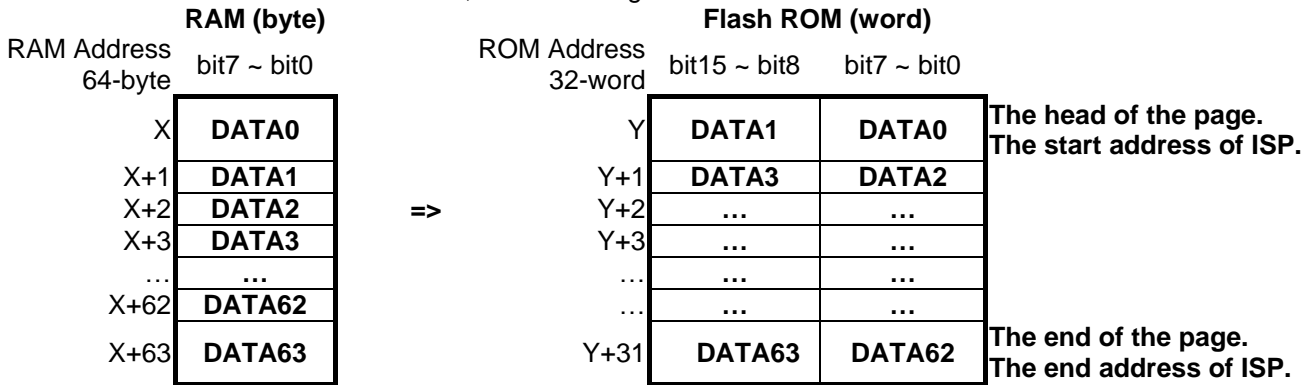 RAM (byte) Flash ROM (word)
RAM Address 64-byte bit7 ~ bit0 ROM Address 32-word bit15 ~ bit8 bit7 ~ bit0
X DATA0 Y DATA1 DATA0 The head of the page. The start address of ISP.
X+1 DATA1 Y+1 DATA3 DATA2
X+2 DATA2 => Y+2 … …
X+3 DATA3 Y+3 … …
… … … … …
X+62 DATA62 … … …
X+63 DATA63 Y+31 DATA63 DATA62 The end of the page. The end address of ISP.